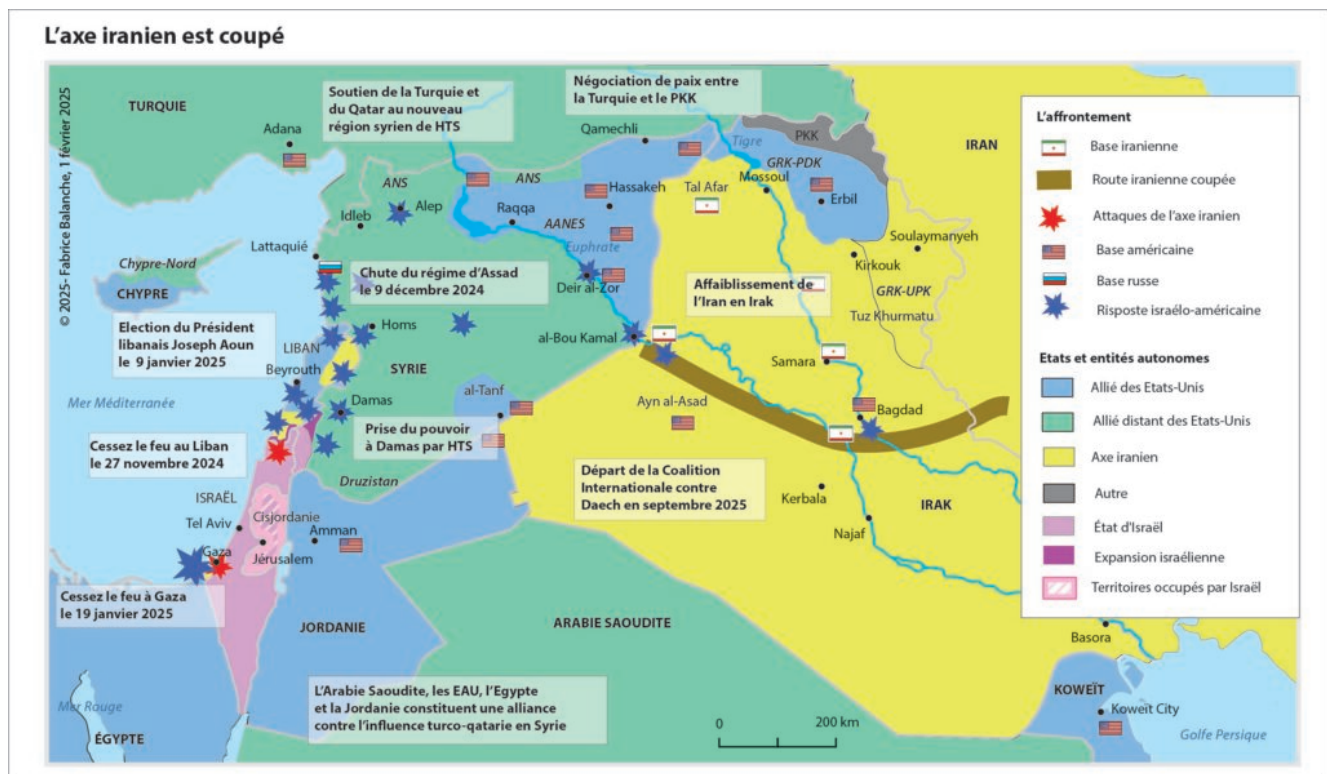 L'axe iranien est coupé
© 2025- Fabrice Balanche, 1 février 2025
TURQUIE
Adana
Soutien de la Turquie et
du Qatar au nouveau
région syrien de HTS
Négociation de paix entre
la Turquie et le PKK
Qamechli
Tigre
PKK
IRAN
GRK-PDK
Mossoul
ANS
ANS
Hassakeh
Tal Afar
Erbil
Idleb
Alep
Raqqa
AANES
Euphrate
Soulaymanyeh
Lattaquié
Kirkouk
Chypre-Nord
CHYPRE
Chute du régime d'Assad
le 9 décembre 2024
Deir al-Zor
Affaiblissement de
l'Iran en Irak
GRK-UPK
Tuz Khurmatu
Election du Président
libanais Joseph Aoun
le 9 janvier 2025
Homs
LIBAN
Beyrouth
SYRIE
al-Bou Kamal
Samara
al-Tanf
Mer Méditerranée
Damas
Ayn al-Asad
Bagdad
Cessez le feu au Liban
le 27 novembre 2024
Prise du pouvoir
à Damas par HTS
Druzistan
Départ de la Coalition
Internationale contre
Daech en septembre 2025
Kerbala
IRAK
Najaf
ISRAËL
Tel Aviv
Cisjordanie
Amman
Jérusalem
Gaza
Cessez le feu à Gaza
le 19 janvier 2025
JORDANIE
ARABIE SAOUDITE
Basora
L'Arabie Saoudite, les EAU, l'Egypte
et la Jordanie constituent une alliance
contre l'influence turco-qatarie en Syrie
Mer Rouge
ÉGYPTE
0
200 km
KOWEÏT
Koweït City
Golfe Persique
L'affrontement
Base iranienne
Route iranienne coupée
Attaques de l'axe iranien
Base américaine
Base russe
Risposte israélo-américaine
Etats et entités autonomes
Allié des Etats-Unis
Allié distant des Etats-Unis
Axe iranien
Autre
État d'Israël
Expansion israélienne
Territoires occupés par Israël